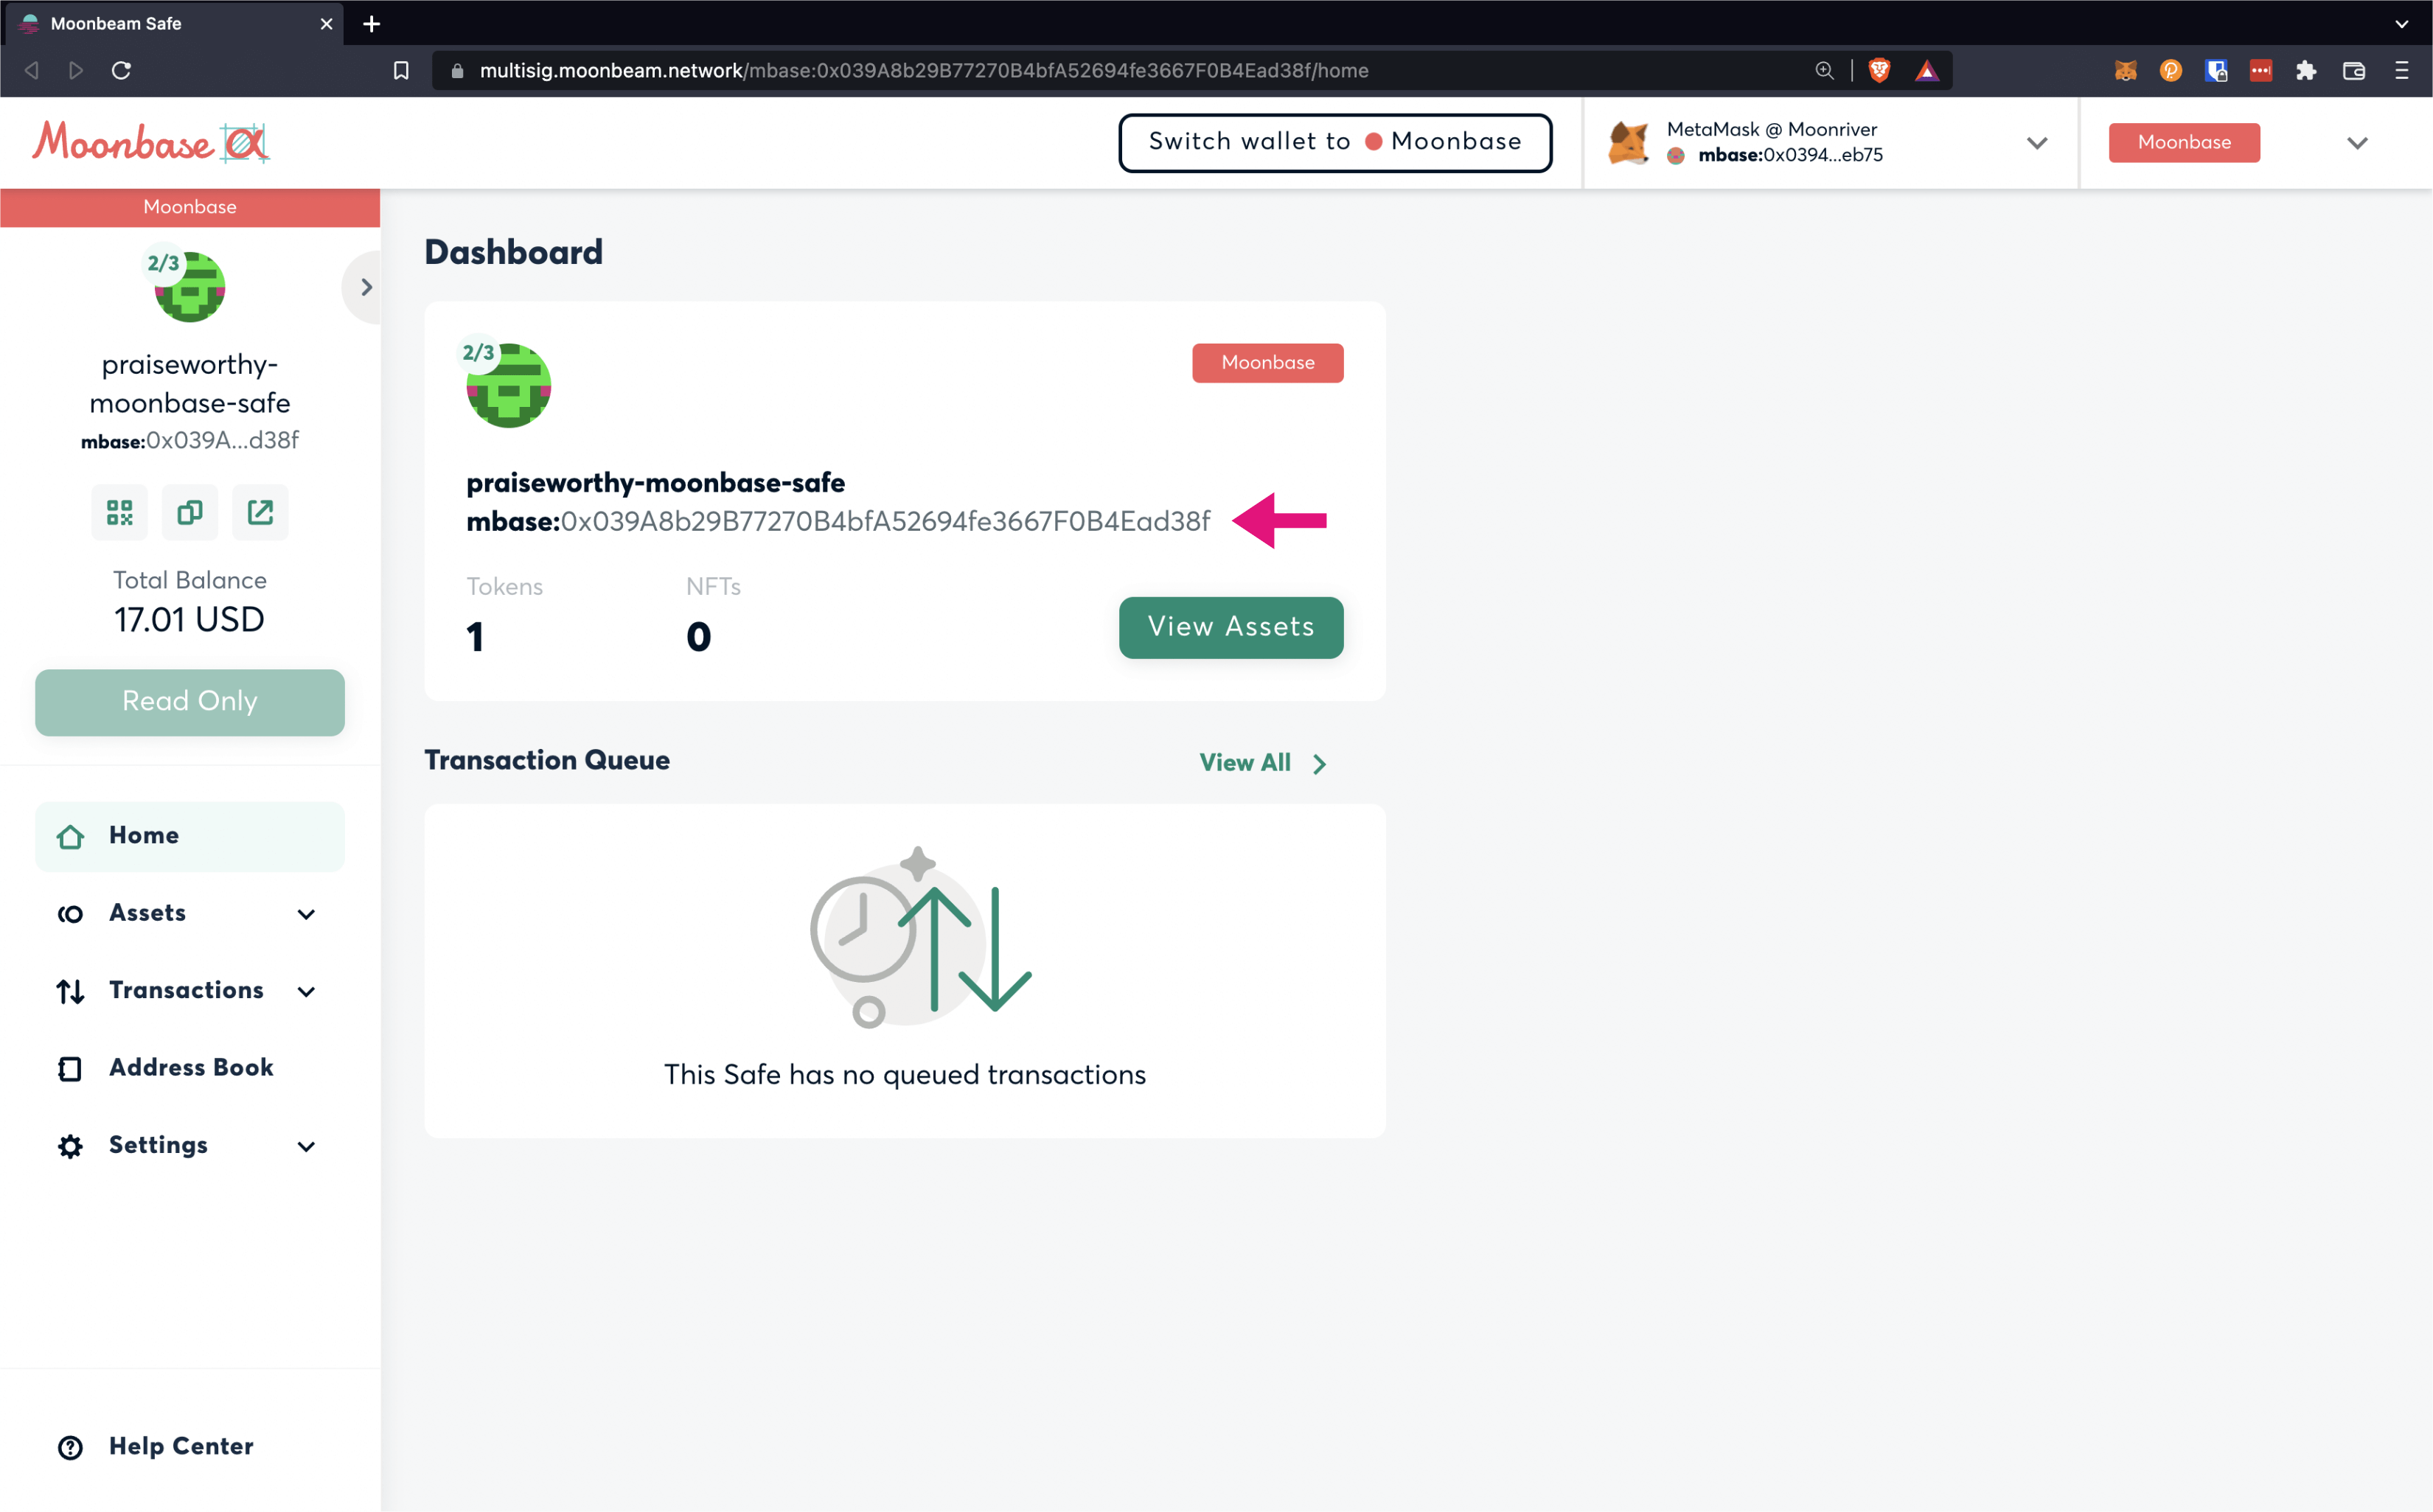 Moonbeam Safe
multisig.moonbeam.network/mbase:0x039A8b29B77270B4bfA52694fe3667F0B4Ead38f/home
Moonbase α
Switch wallet to Moonbase
MetaMask @ Moonriver
mbase:0x0394...eb75
Moonbase
Moonbase
2/3
praiseworthy-
moonbase-safe
mbase:0x039A...d38f
Total Balance
17.01 USD
Read Only
Home
Assets
Transactions
Address Book
Settings
Help Center
Dashboard
2/3
Moonbase
praiseworthy-moonbase-safe
mbase:0x039A8b29B77270B4bfA52694fe3667F0B4Ead38f
Tokens
NFTs
1
0
View Assets
Transaction Queue
View All
This Safe has no queued transactions